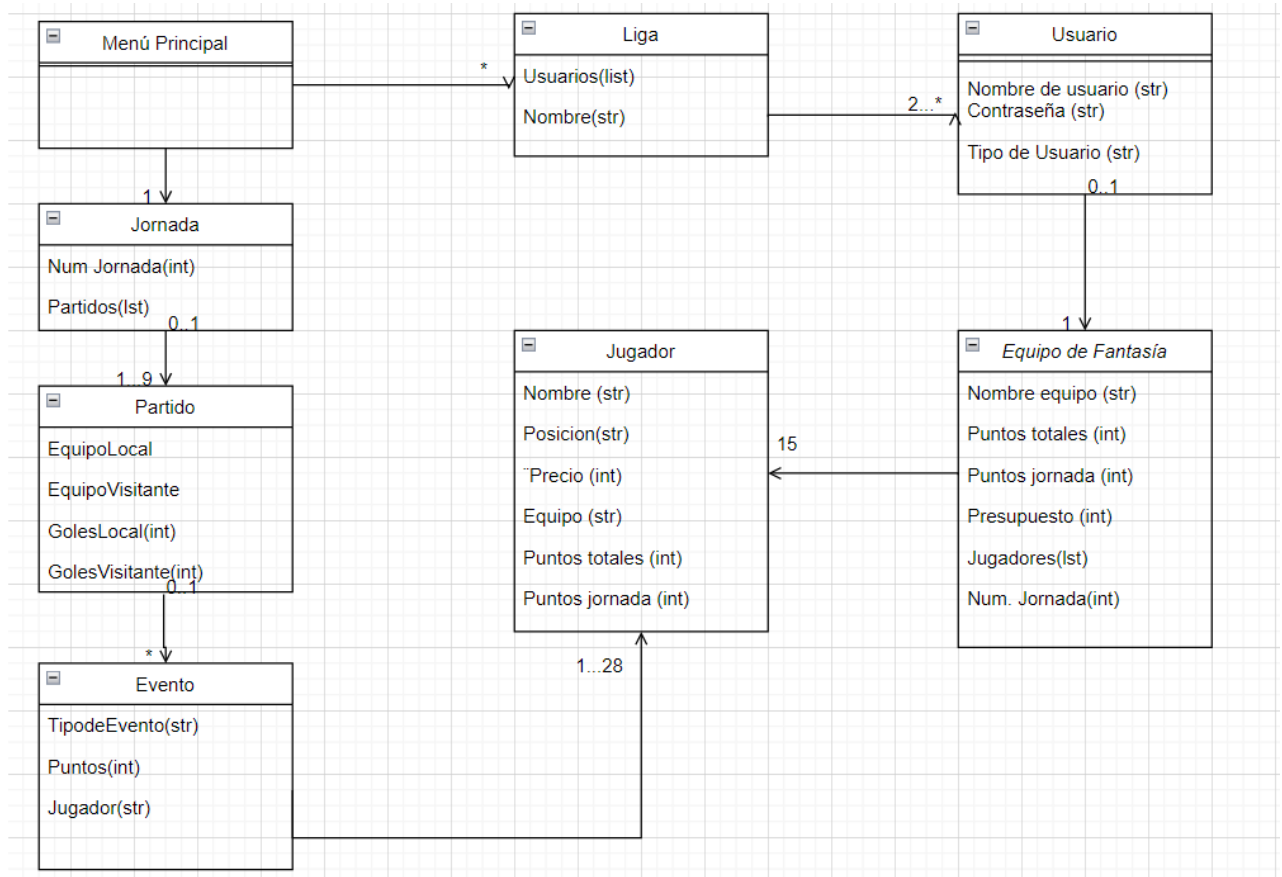 Menú Principal
*
1
Liga
Usuarios(list)
Nombre(str)
2...*
Usuario
Nombre de usuario (str)
Contraseña (str)
Tipo de Usuario (str)
0..1
1
Jornada
Num Jornada(int)
Partidos(lst)
0..1
1...9
Partido
EquipoLocal
EquipoVisitante
GolesLocal(int)
GolesVisitante(int)
0..1
*
Evento
TipodeEvento(str)
Puntos(int)
Jugador(str)
1...28
Jugador
Nombre (str)
Posicion(str)
¨Precio (int)
Equipo (str)
Puntos totales (int)
Puntos jornada (int)
15
Equipo de Fantasía
Nombre equipo (str)
Puntos totales (int)
Puntos jornada (int)
Presupuesto (int)
Jugadores(lst)
Num. Jornada(int)